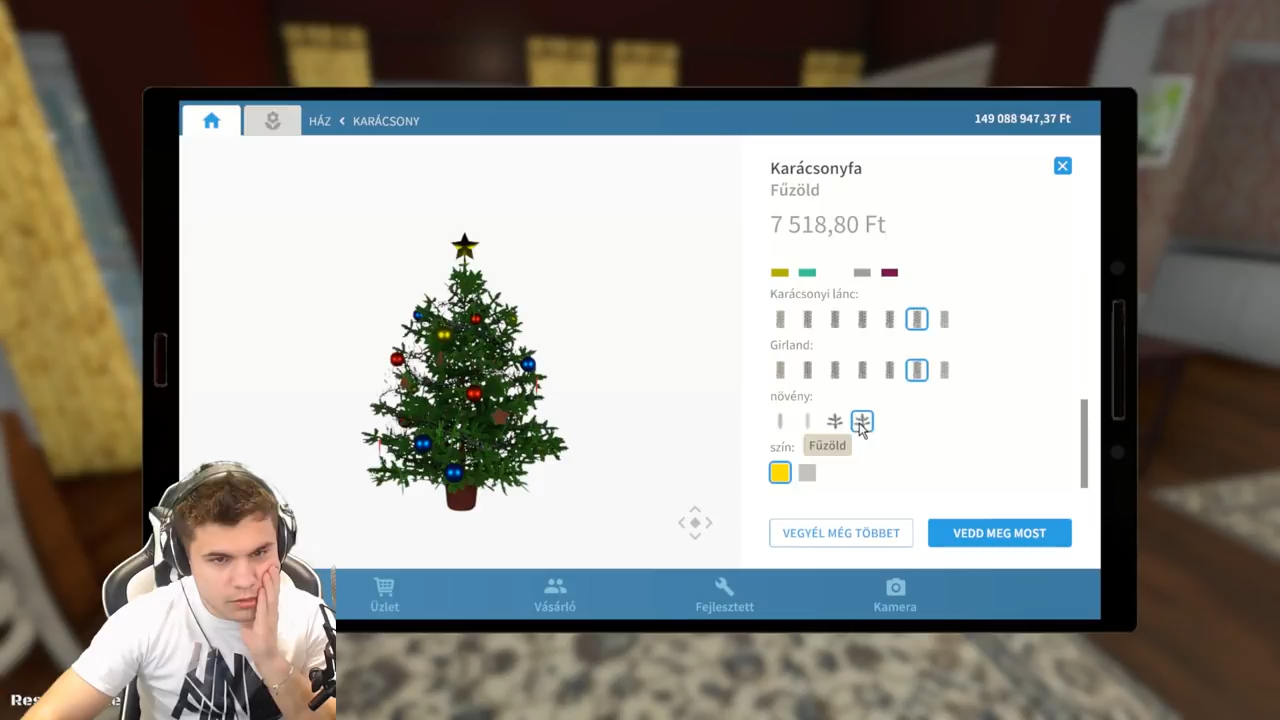 HÁZ < KARÁCSONY
149 088 947,37 Ft
Karácsonyfa
Fűzöld
7 518,80 Ft
Karácsonyi lánc:
Girland:
növény:
szín:
Fűzöld
VEGYÉL MÉG TÖBBET
VEDD MEG MOST
Üzlet
Vásárló
Fejlesztett
Kamera